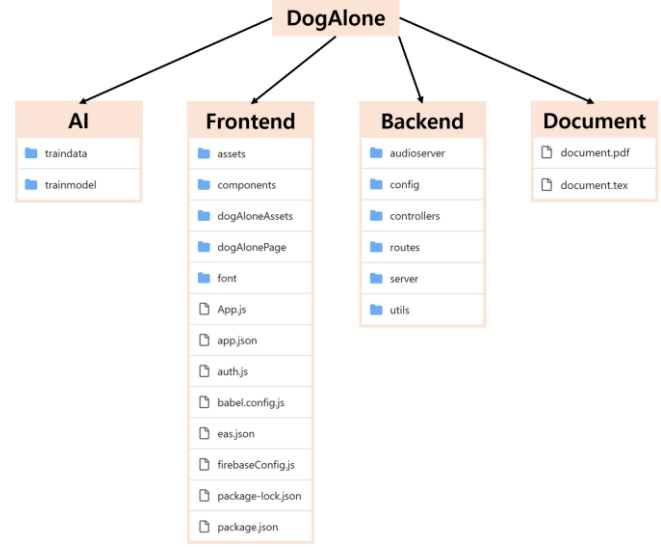 DogAlone
AI
traindata
trainmodel
Frontend
assets
components
dogAloneAssets
dogAlonePage
font
App.js
app.json
auth.js
babel.config.js
eas.json
firebaseConfig.js
package-lock.json
package.json
Backend
audioserver
config
controllers
routes
server
utils
Document
document.pdf
document.tex